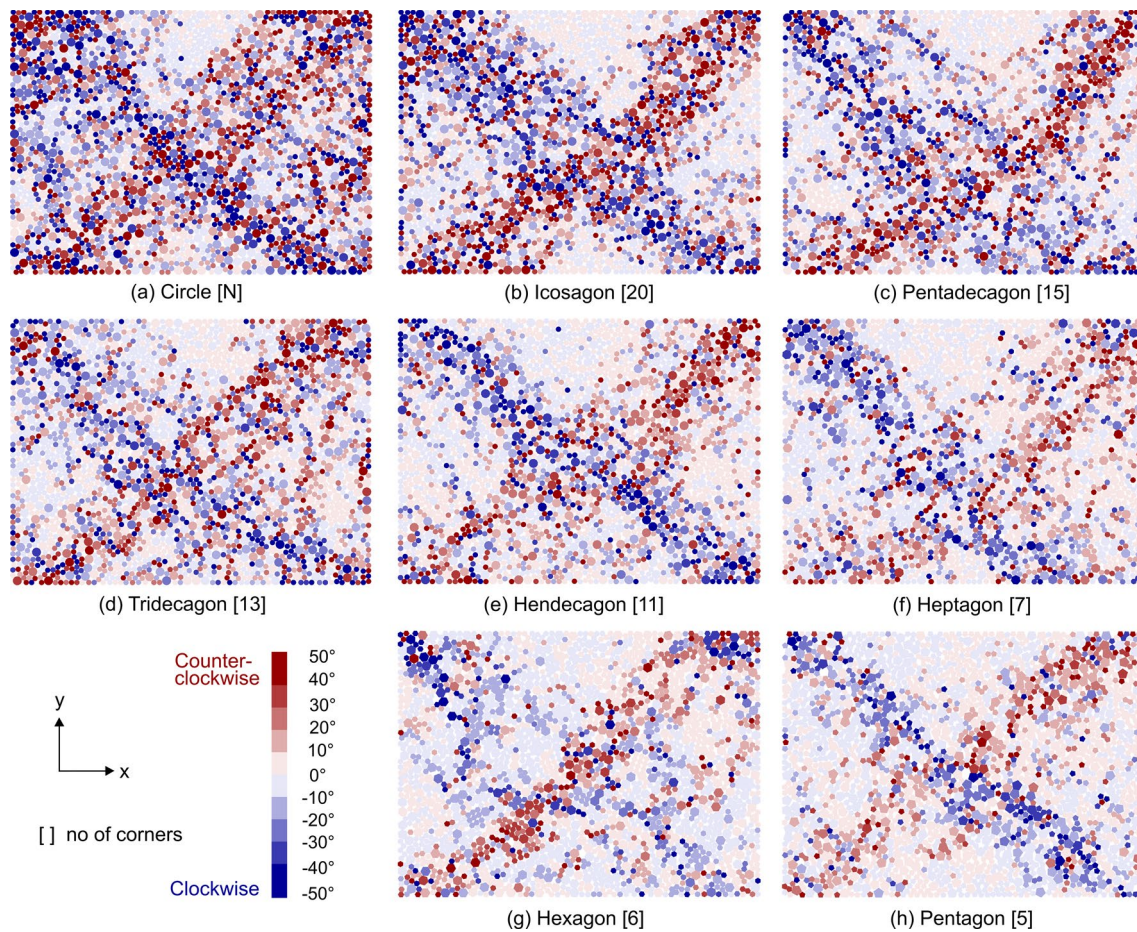 (a) Circle [N]
(b) Icosagon [20]
(c) Pentadecagon [15]
(d) Tridecagon [13]
(e) Hendecagon [11]
(f) Heptagon [7]
Counter-
clockwise
50°
40°
30°
20°
10°
0°
-10°
-20°
-30°
-40°
-50°
Clockwise
y
x
[ ] no of corners
(g) Hexagon [6]
(h) Pentagon [5]